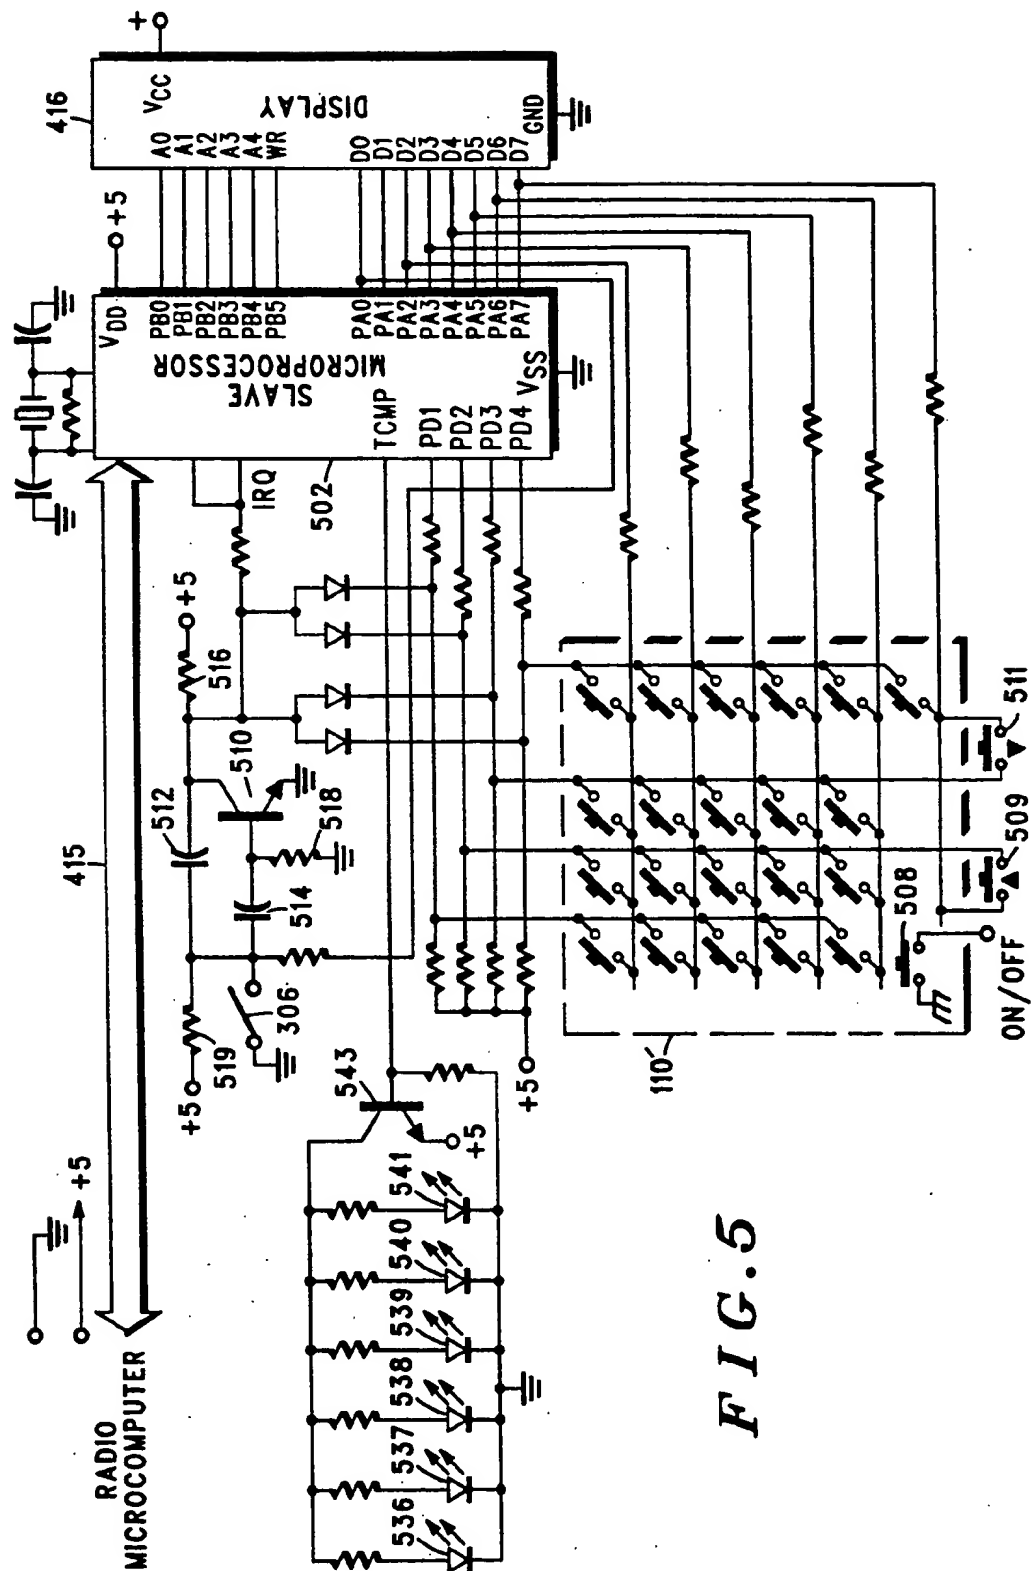 RADIO
MICROCOMPUTER
+5
415
416
+
VCC
DISPLAY
A0
A1
A2
A3
A4
WR
D0
D1
D2
D3
D4
D5
D6
D7
GND
+5
VDD
SLAVE
MICROPROCESSOR
PB0
PB1
PB2
PB3
PB4
PB5
PA0
PA1
PA2
PA3
PA4
PA5
PA6
PA7
VSS
IRQ
502
TCMP
PD1
PD2
PD3
PD4
+5
516
510
512
518
514
306
519
+5
543
+5
541
540
539
538
537
536
+5
110
508
509
511
ON/OFF
FIG.5